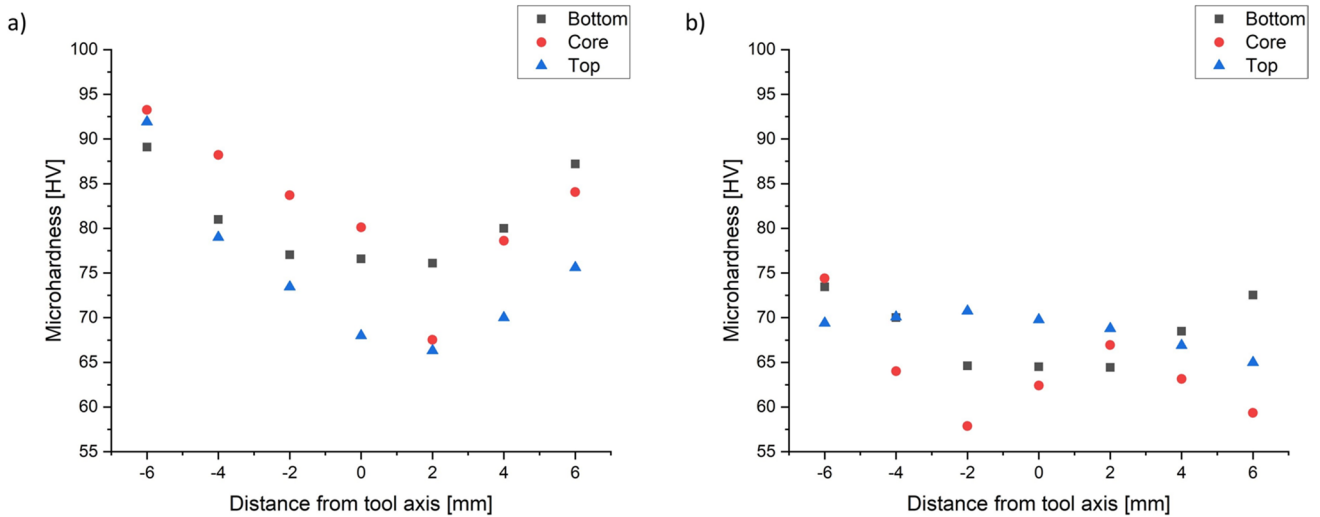 a)
Bottom
Core
Top
100
95
90
85
80
75
70
65
60
55
Microhardness [HV]
-6 -4 -2 0 2 4 6
Distance from tool axis [mm]
b)
Bottom
Core
Top
100
95
90
85
80
75
70
65
60
55
Microhardness [HV]
-6 -4 -2 0 2 4 6
Distance from tool axis [mm]